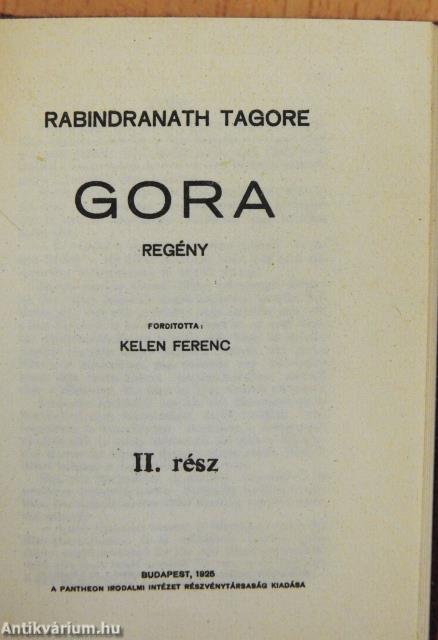 RABINDRANATH TAGORE
GORA
REGÉNY
FORDITOTTA:
KELEN FERENC
II. rész
BUDAPEST, 1925
A PANTHEON IRODALMI INTÉZET RÉSZVÉNYTÁRSASÁG KIADÁSA
Antikvárium.hu